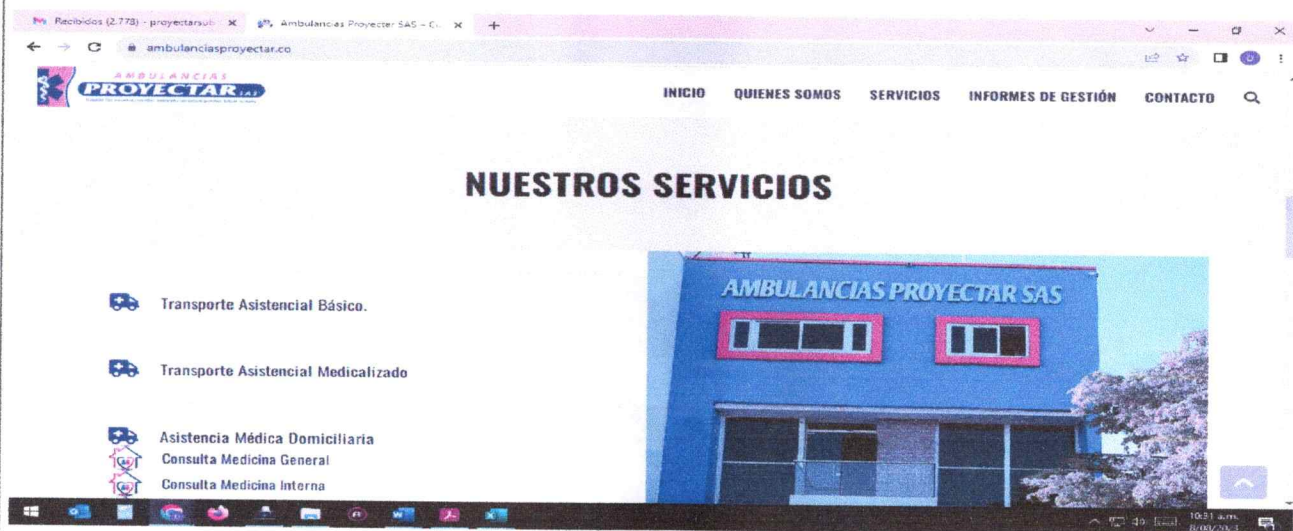 Recibidos (2.778) - proyectarsub
Ambulancias Proyecter SAS – C
ambulanciasproyectar.co
AMBULANCIAS
PROYECTAR SAS
INICIO QUIENES SOMOS SERVICIOS INFORMES DE GESTIÓN CONTACTO
NUESTROS SERVICIOS
AMBULANCIAS PROYECTAR SAS
Transporte Asistencial Básico.
Transporte Asistencial Medicalizado
Asistencia Médica Domiciliaria
Consulta Medicina General
Consulta Medicina Interna
10:31 a.m.